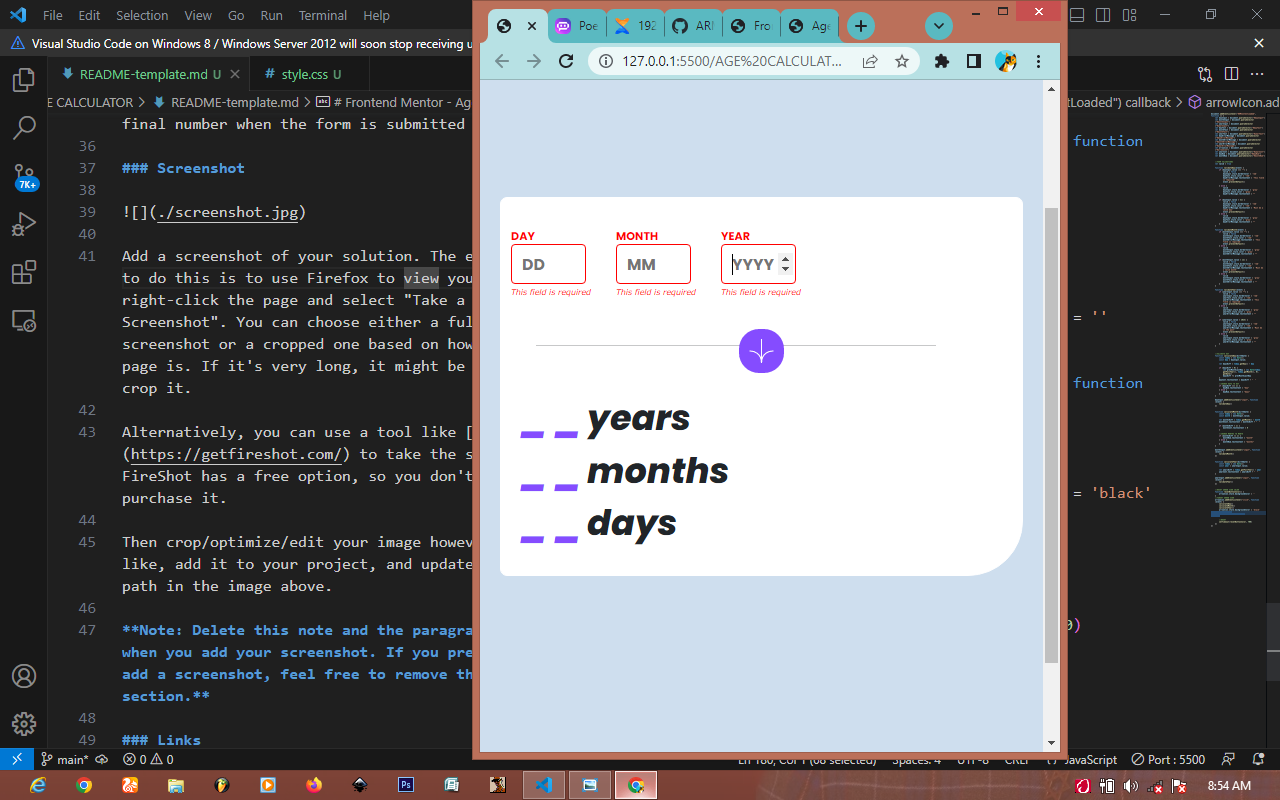 File Edit Selection View Go Run Terminal Help
Visual Studio Code on Windows 8 / Windows Server 2012 will soon stop receiving u
README-template.md U
# style.css U
E CALCULATOR > README-template.md > # Frontend Mentor - Ag
final number when the form is submitted
36
37 ### Screenshot
38
39 ![](./screenshot.jpg)
40
41 Add a screenshot of your solution. The e
to do this is to use Firefox to view you
right-click the page and select "Take a
Screenshot". You can choose either a ful
screenshot or a cropped one based on how
page is. If it's very long, it might be
crop it.
42
43 Alternatively, you can use a tool like [
(https://getfireshot.com/) to take the s
FireShot has a free option, so you don't
purchase it.
44
45 Then crop/optimize/edit your image howev
like, add it to your project, and update
path in the image above.
46
47 **Note: Delete this note and the paragra
when you add your screenshot. If you pre
add a screenshot, feel free to remove th
section.**
48
49 ### Links
7K+
main*
0 0
Poe
192
ARI
Fro
Age
127.0.0.1:5500/AGE%20CALCULAT...
DAY MONTH YEAR
DD MM YYYY
This field is required This field is required This field is required
_ _ years
_ _ months
_ _ days
tLoaded") callback > arrowIcon.ad
function
= ''
function
= 'black'
0)
Ln 180, Col 1 (68 selected) Spaces: 4 UTF-8 CRLF JavaScript Port : 5500
Ps
8:54 AM